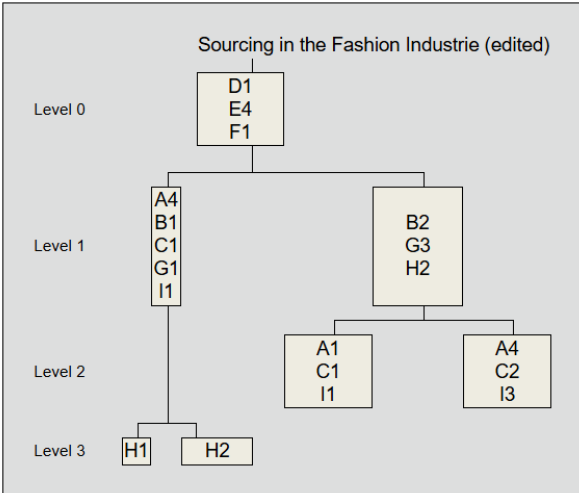 Sourcing in the Fashion Industrie (edited)
Level 0
D1
E4
F1
Level 1
A4
B1
C1
G1
I1
B2
G3
H2
Level 2
A1
C1
I1
A4
C2
I3
Level 3
H1
H2